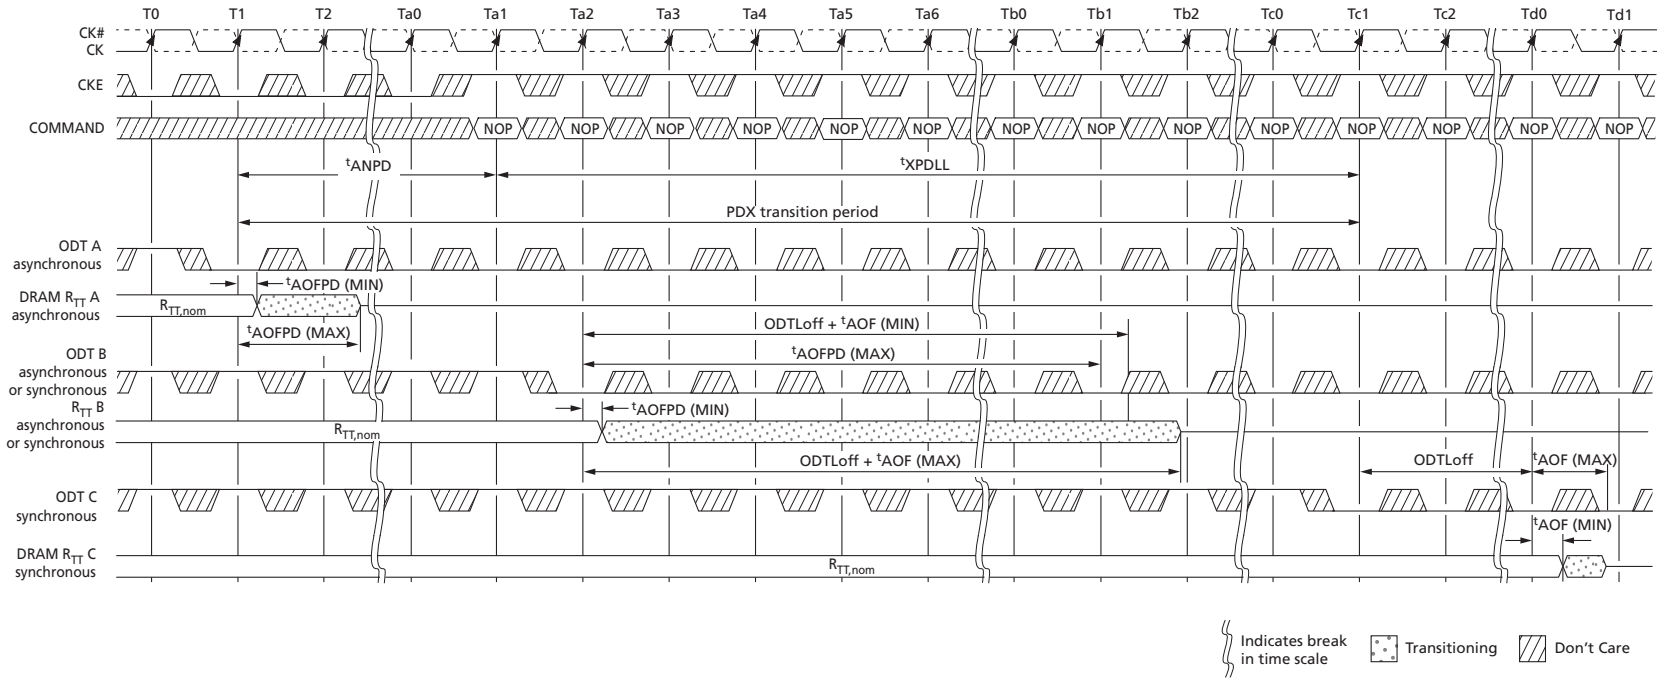 T0 T1 T2 Ta0 Ta1 Ta2 Ta3 Ta4 Ta5 Ta6 Tb0 Tb1 Tb2 Tc0 Tc1 Tc2 Td0 Td1
CK#
CK
CKE
COMMAND NOP NOP NOP NOP NOP NOP NOP NOP NOP NOP NOP NOP NOP NOP
tANPD tXPDLL
PDX transition period
ODT A
asynchronous
tAOFPD (MIN)
DRAM RTT A
asynchronous
RTT,nom
tAOFPD (MAX)
ODTLoff + tAOF (MIN)
tAOFPD (MAX)
ODT B
asynchronous
or synchronous
tAOFPD (MIN)
RTT B
asynchronous
or synchronous
RTT,nom
ODTLoff + tAOF (MAX)
ODTLoff tAOF (MAX)
ODT C
synchronous
tAOF (MIN)
DRAM RTT C
synchronous
RTT,nom
Indicates break
in time scale
Transitioning
Don't Care